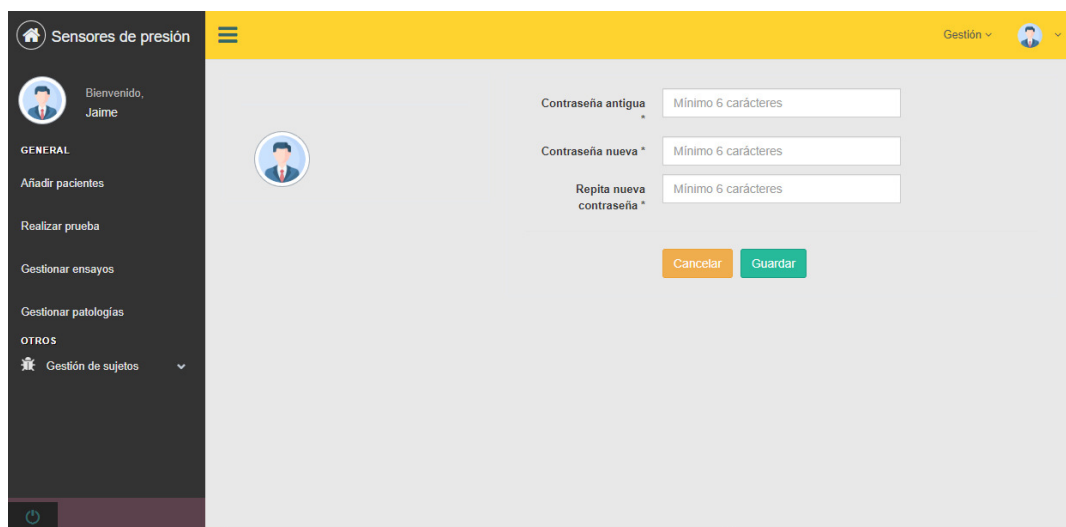 Sensores de presión
Gestión
Bienvenido,
Jaime
GENERAL
Añadir pacientes
Realizar prueba
Gestionar ensayos
Gestionar patologías
OTROS
Gestión de sujetos
Contraseña antigua
*
Mínimo 6 carácteres
Contraseña nueva *
Mínimo 6 carácteres
Repita nueva
contraseña *
Mínimo 6 carácteres
Cancelar
Guardar